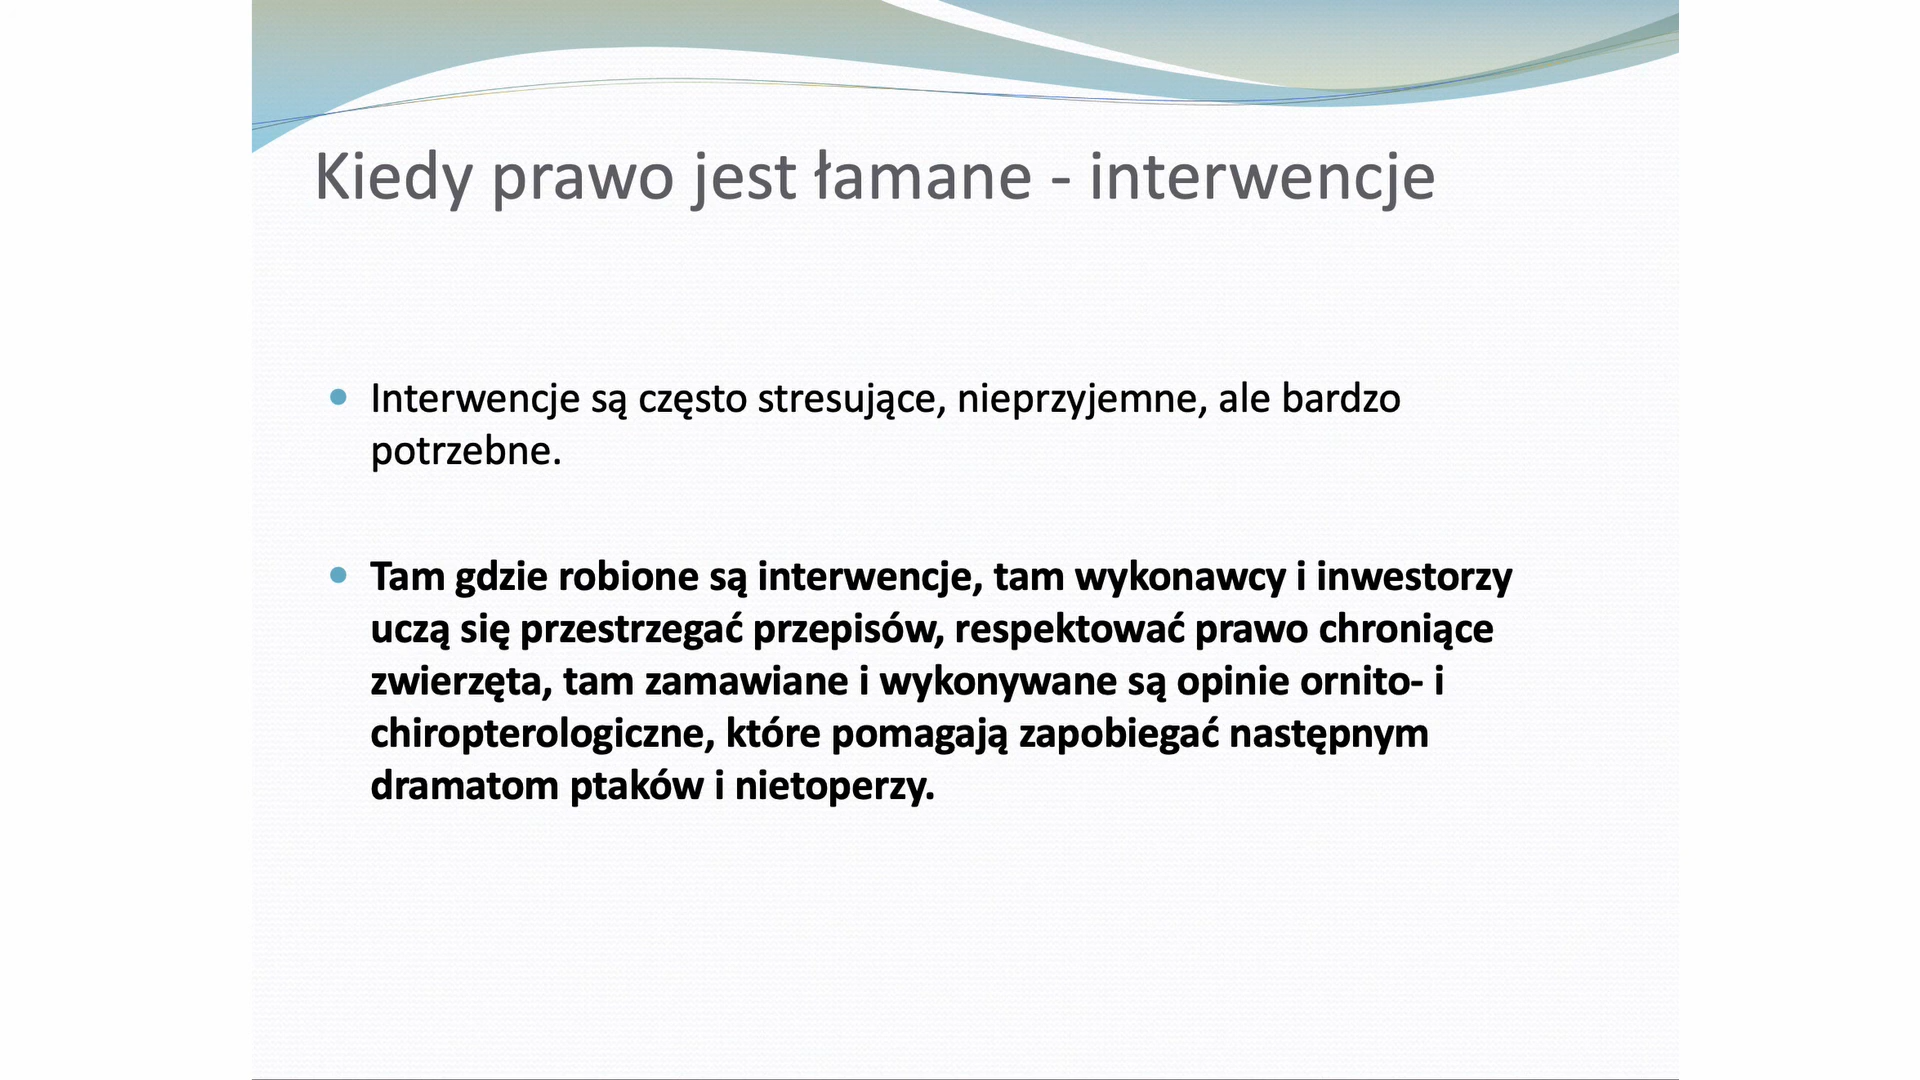 Kiedy prawo jest łamane - interwencje
Interwencje są często stresujące, nieprzyjemne, ale bardzo
potrzebne.
Tam gdzie robione są interwencje, tam wykonawcy i inwestorzy
uczą się przestrzegać przepisów, respektować prawo chroniące
zwierzęta, tam zamawiane i wykonywane są opinie ornito- i
chiropterologiczne, które pomagają zapobiegać następnym
dramatom ptaków i nietoperzy.